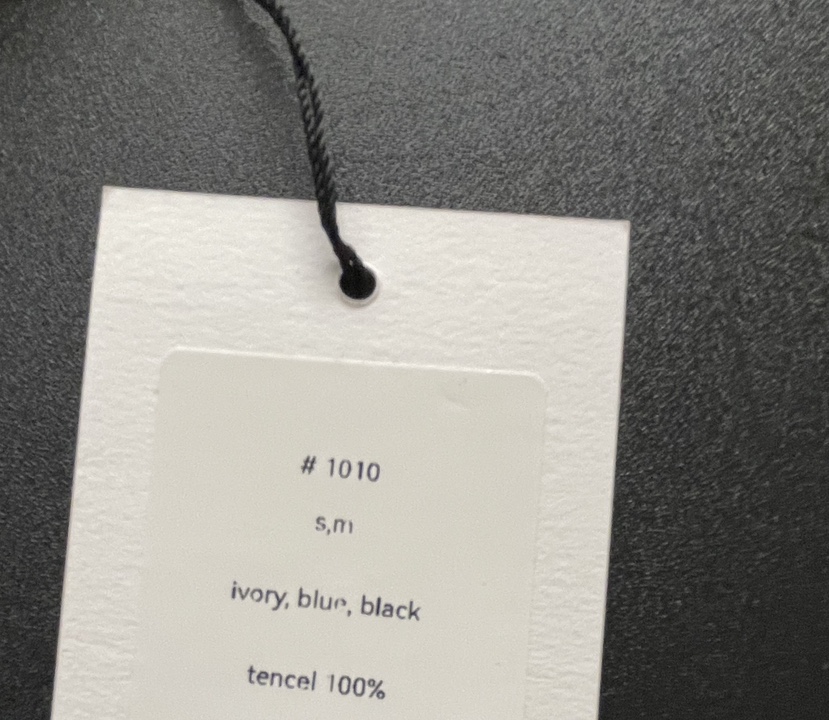 # 1010
s,m
ivory, blue, black
tencel 100%